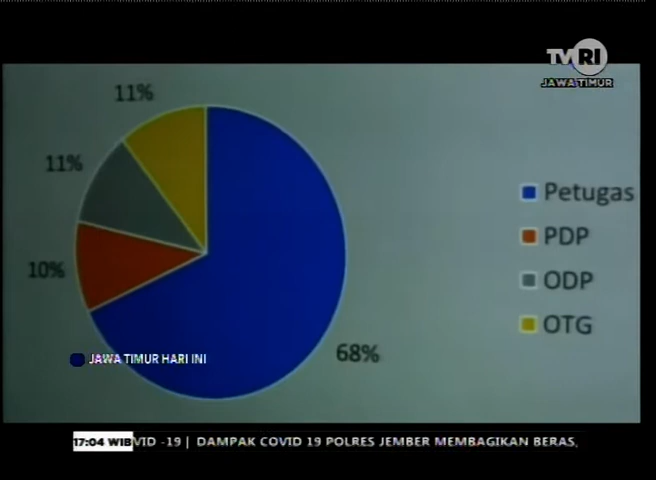 TVRI
JAWA TIMUR
11%
11%
10%
68%
Petugas
PDP
ODP
OTG
JAWA TIMUR HARI INI
17:04 WIB VID -19 | DAMPAK COVID 19 POLRES JEMBER MEMBAGIKAN BERAS,